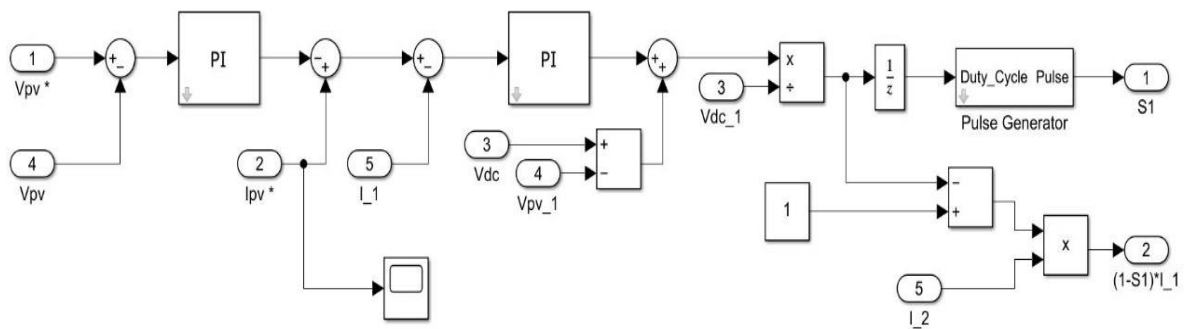 1
Vpv *
+
-
PI
-
+
+
-
PI
+
+
x
÷
1
z
Duty_Cycle Pulse
Pulse Generator
1
S1
4
Vpv
2
Ipv *
5
I_1
3
Vdc
4
Vpv_1
+
-
3
Vdc_1
1
-
+
x
5
I_2
2
(1-S1)*I_1